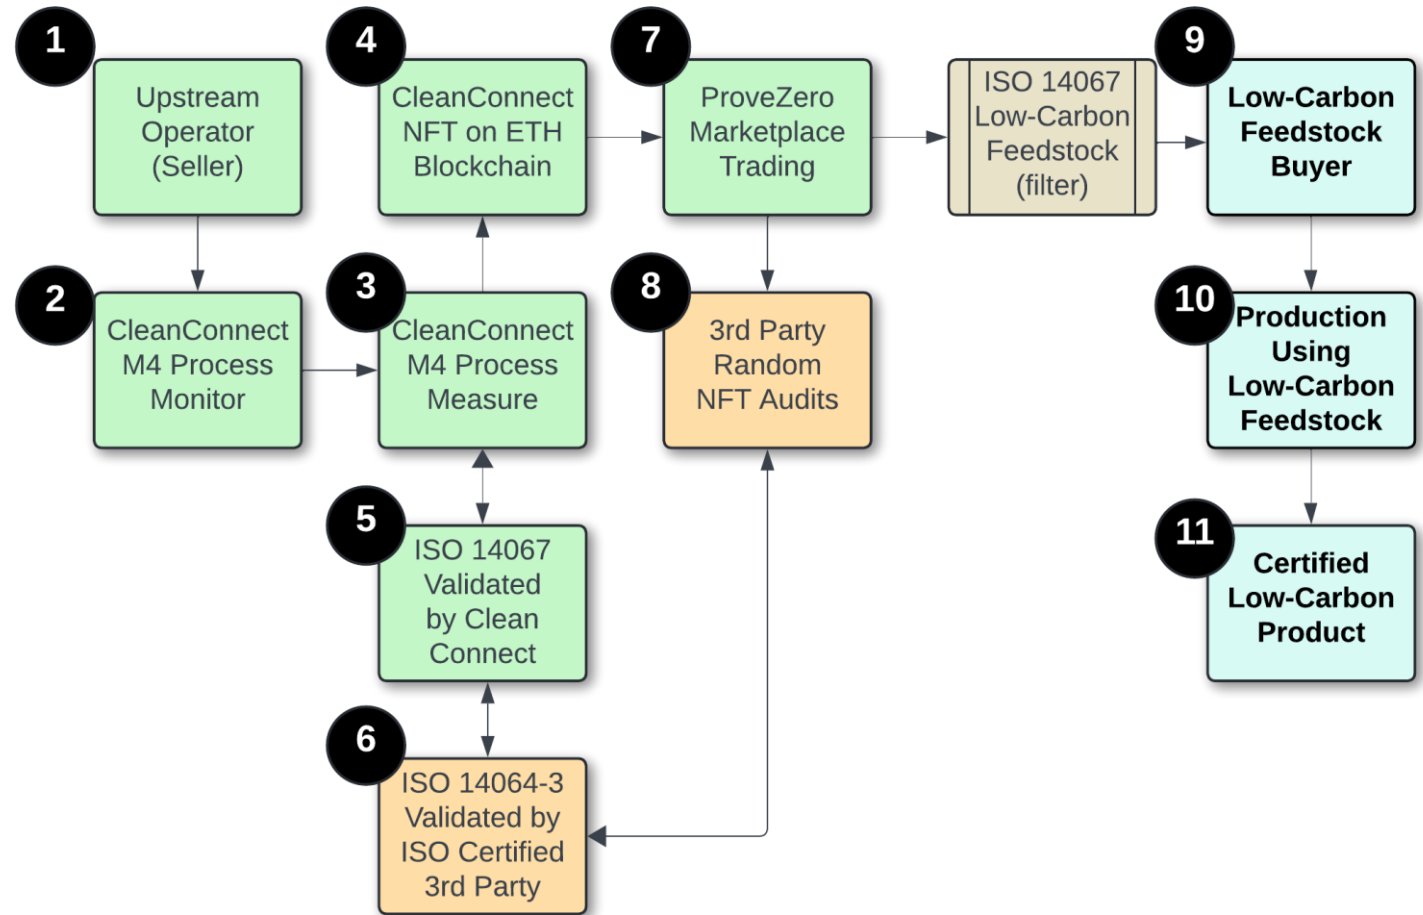 1
Upstream
Operator
(Seller)
2
CleanConnect
M4 Process
Monitor
3
CleanConnect
M4 Process
Measure
4
CleanConnect
NFT on ETH
Blockchain
5
ISO 14067
Validated
by Clean
Connect
6
ISO 14064-3
Validated by
ISO Certified
3rd Party
7
ProveZero
Marketplace
Trading
8
3rd Party
Random
NFT Audits
ISO 14067
Low-Carbon
Feedstock
(filter)
9
Low-Carbon
Feedstock
Buyer
10
Production
Using
Low-Carbon
Feedstock
11
Certified
Low-Carbon
Product